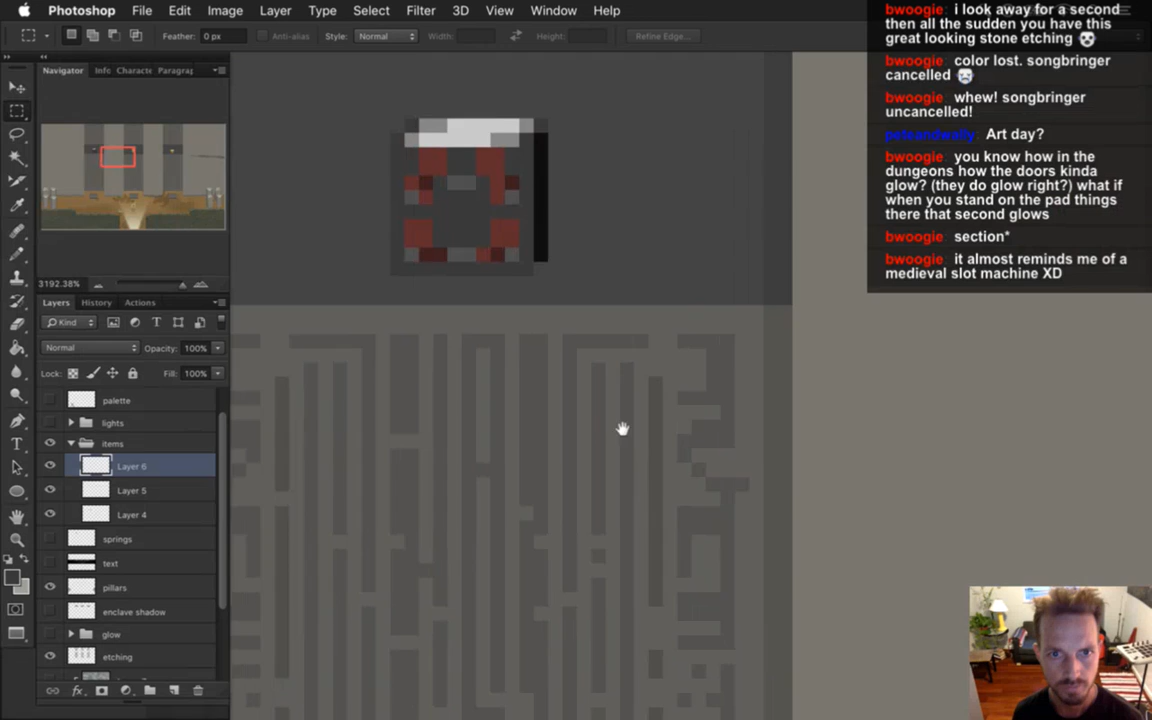 Photoshop File Edit Image Layer Type Select Filter 3D View Window Help
Feather: 0 px Anti-alias Style: Normal Width: Height: Refine Edge...
Navigator Info Characte Paragra
3192.38%
Layers History Actions
Kind
Normal Opacity: 100%
Lock: Fill: 100%
palette
lights
items
Layer 6
Layer 5
Layer 4
springs
text
pillars
enclave shadow
glow
etching
fx
bwoogie: i look away for a second
then all the sudden you have this
great looking stone etching
bwoogie: color lost. songbringer
cancelled
bwoogie: whew! songbringer
uncancelled!
peteandwally: Art day?
bwoogie: you know how in the
dungeons how the doors kinda
glow? (they do glow right?) what if
when you stand on the pad things
there that second glows
bwoogie: section*
bwoogie: it almost reminds me of a
medieval slot machine XD